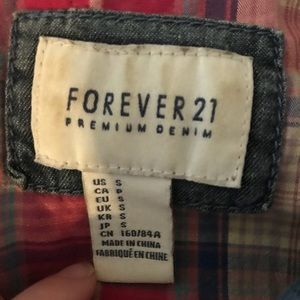 FOREVER 21
PREMIUM DENIM
US S
CA P
EU S
UK S
KR S
JP S
CN 160/84A
MADE IN CHINA
FABRIQUÉ EN CHINE